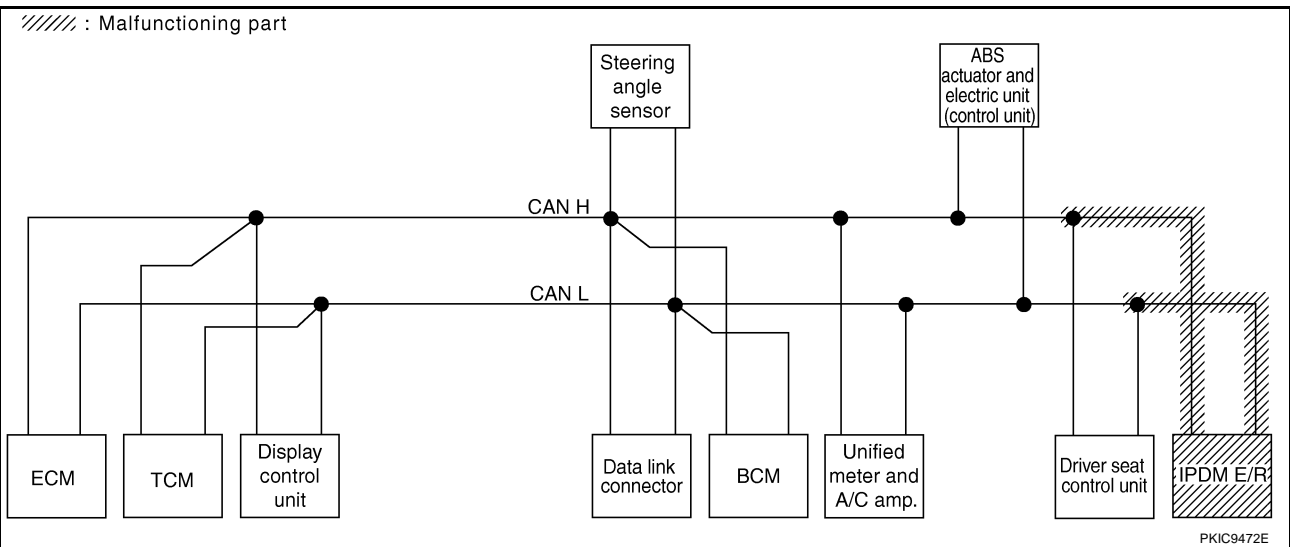 : Malfunctioning part
Steering
angle
sensor
ABS
actuator and
electric unit
(control unit)
CAN H
CAN L
ECM
TCM
Display
control
unit
Data link
connector
BCM
Unified
meter and
A/C amp.
Driver seat
control unit
IPDM E/R
PKIC9472E